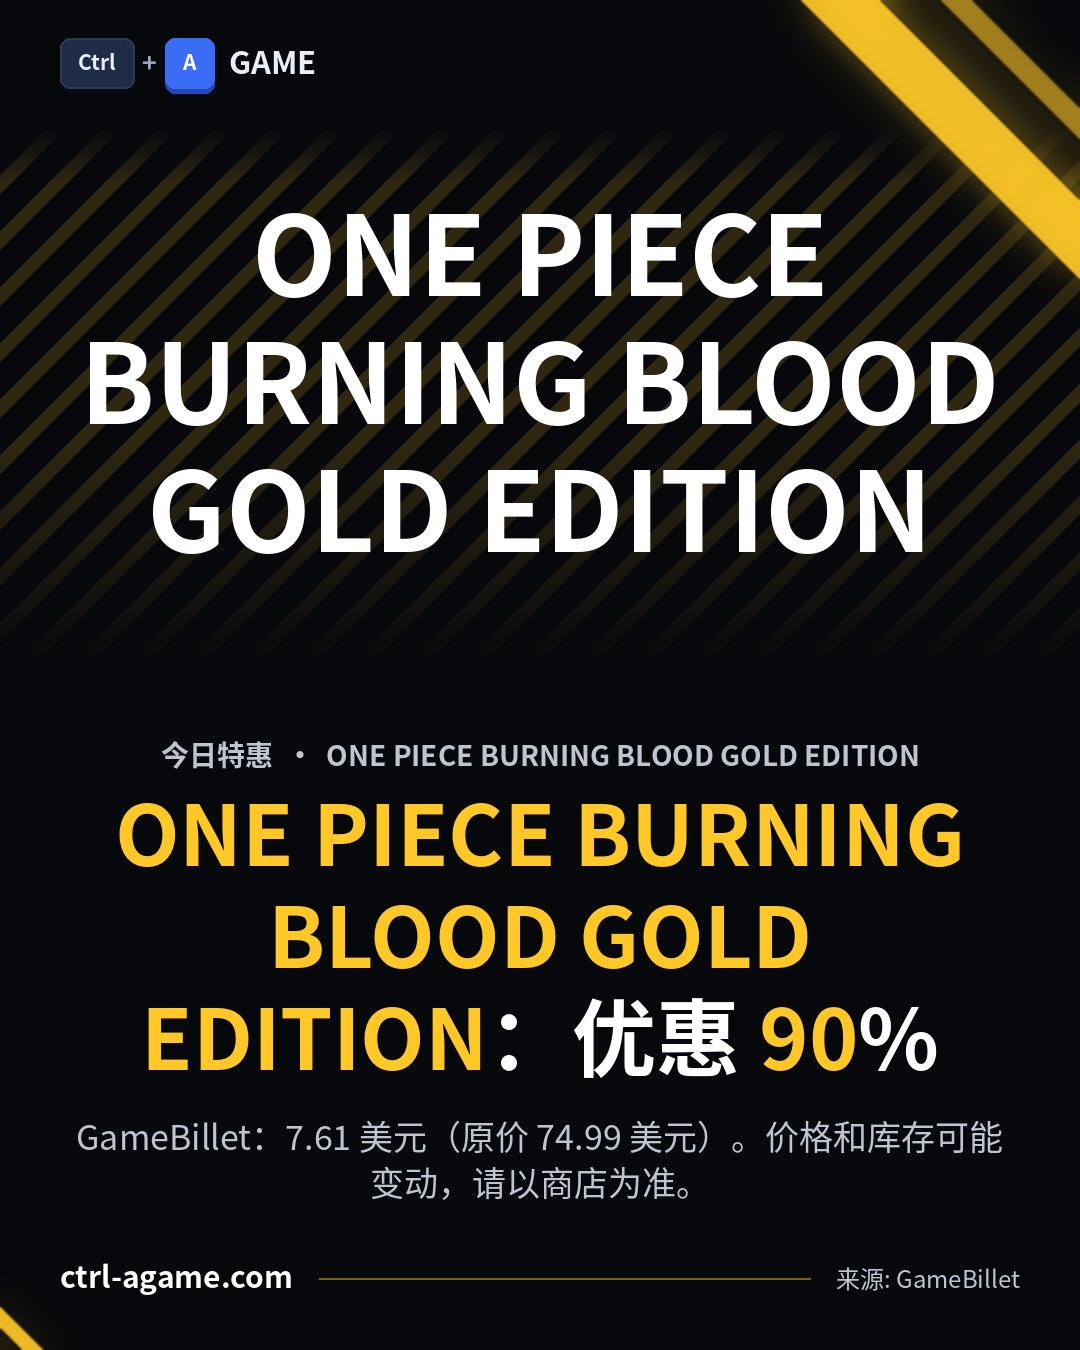 Ctrl + A GAME
ONE PIECE
BURNING BLOOD
GOLD EDITION
今日特惠 • ONE PIECE BURNING BLOOD GOLD EDITION
ONE PIECE BURNING
BLOOD GOLD
EDITION：优惠 90%
GameBillet：7.61 美元（原价 74.99 美元）。价格和库存可能
变动，请以商店为准。
ctrl-agame.com
来源: GameBillet